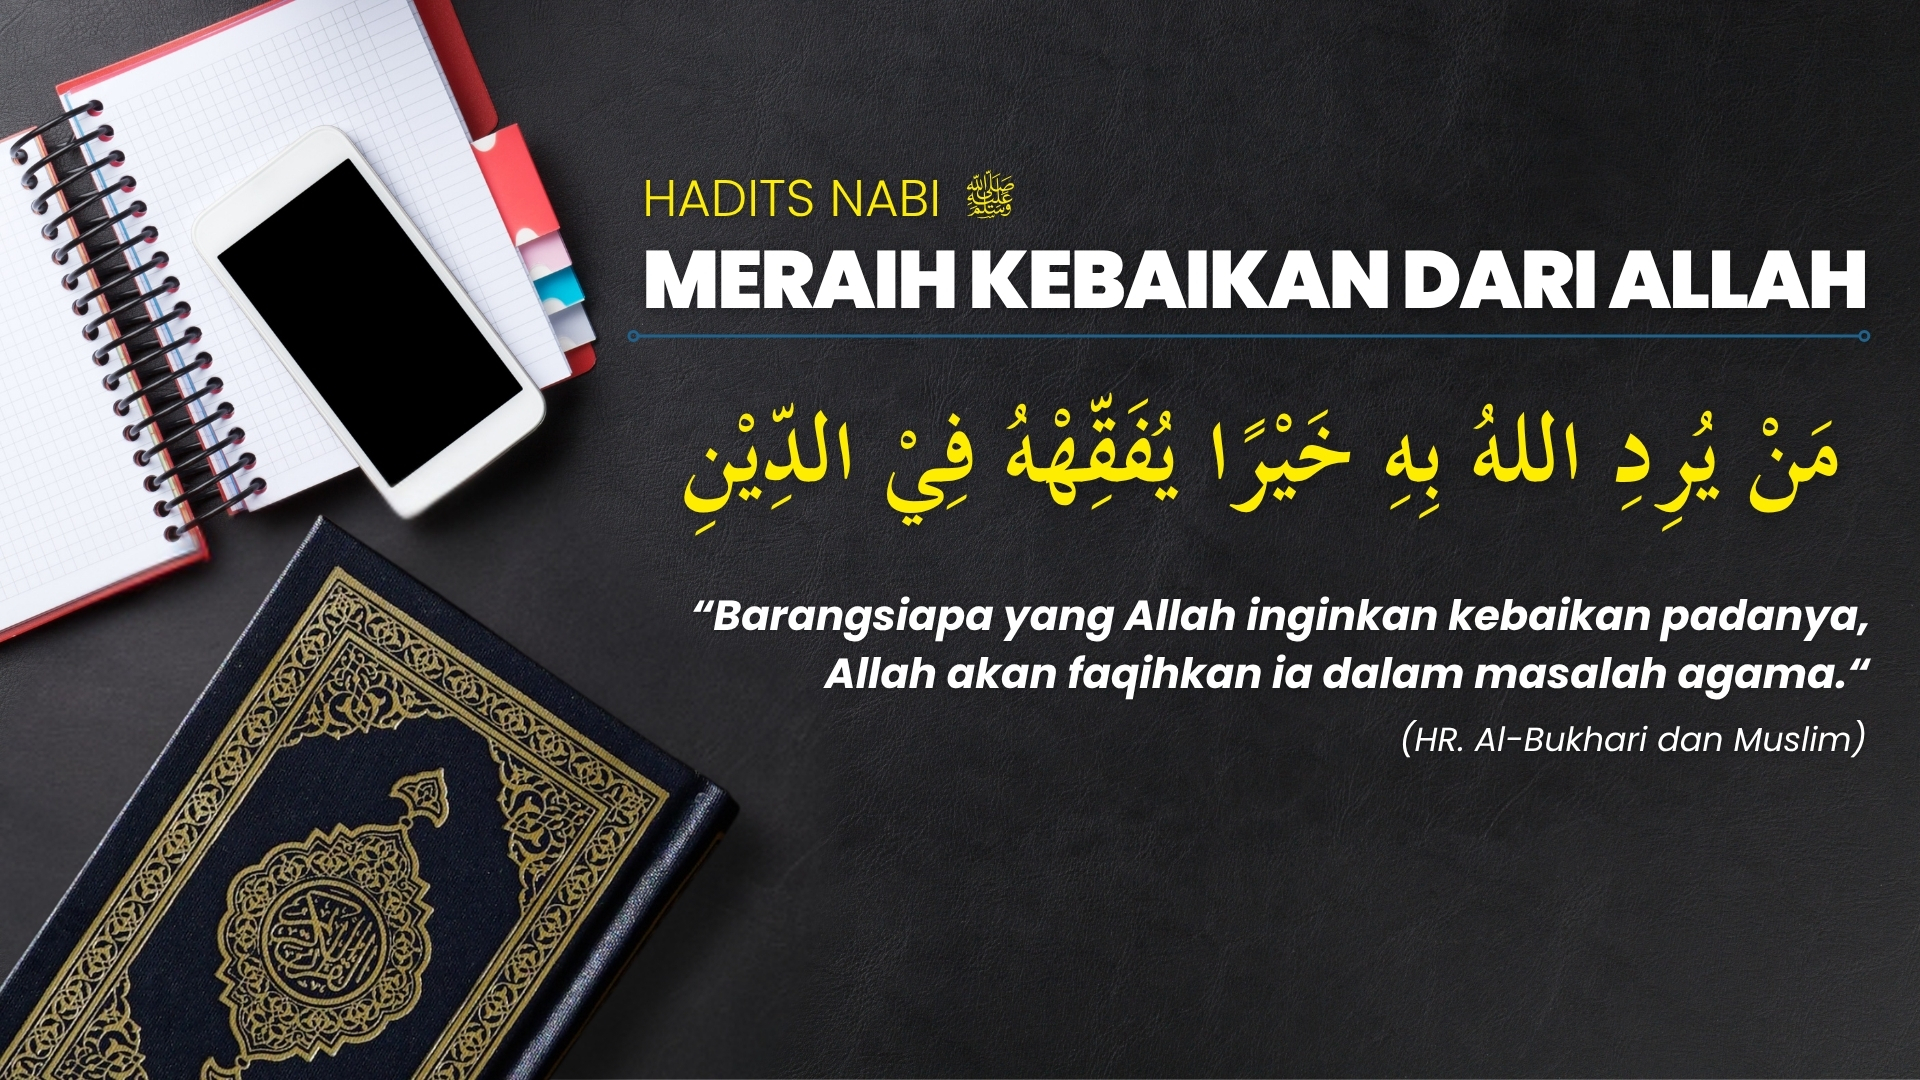 HADITS NABI ﷺ
MERAIH KEBAIKAN DARI ALLAH
مَنْ يُرِدِ اللهُ بِهِ خَيْرًا يُفَقِّهْهُ فِيْ الدِّيْنِ
“Barangsiapa yang Allah inginkan kebaikan padanya,
Allah akan faqihkan ia dalam masalah agama.“
(HR. Al-Bukhari dan Muslim)